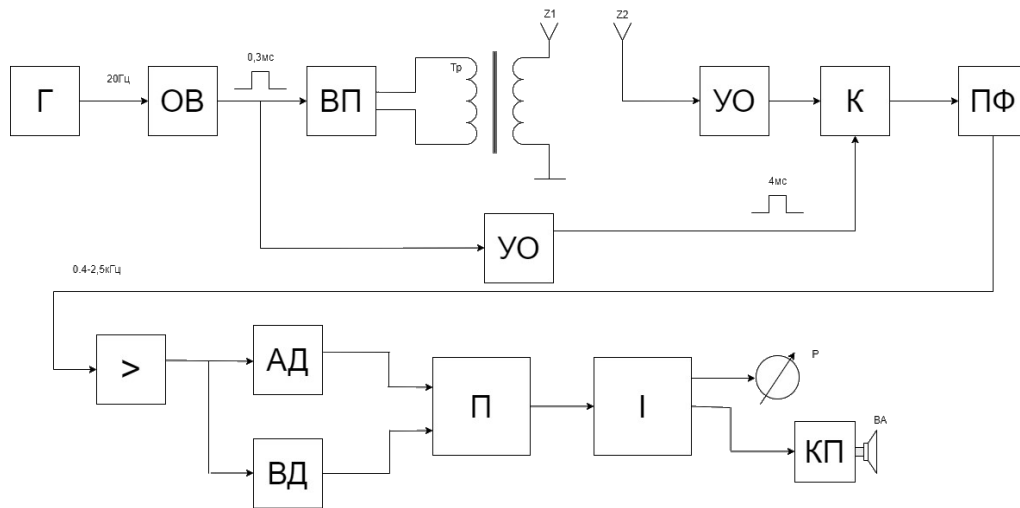 Z1
Z2
0,3мс
20Гц
Тр
Г
ОВ
ВП
УО
К
ПФ
4мс
УО
0.4-2,5кГц
>
АД
П
I
P
ВД
КП
BA